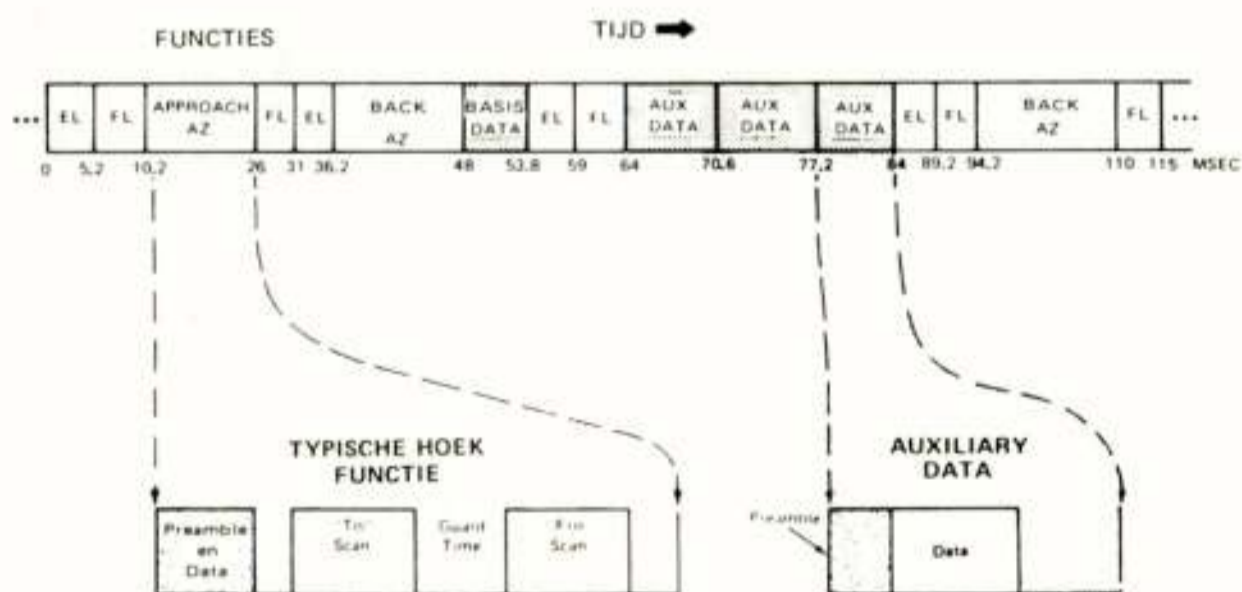 FUNCTIES
TIJD
••• EL FL APPROACH AZ FL EL BACK AZ BASIS DATA EL FL AUX DATA AUX DATA AUX DATA EL FL BACK AZ FL •••
0 5,2 10,2 26 31 36,2 48 53,8 59 64 70,6 77,2 84 89,2 94,2 110 115 MSEC
TYPISCHE HOEK
FUNCTIE
AUXILIARY
DATA
Preamble
en
Data
Scan
Guard
Time
Scan
Preamble
Data